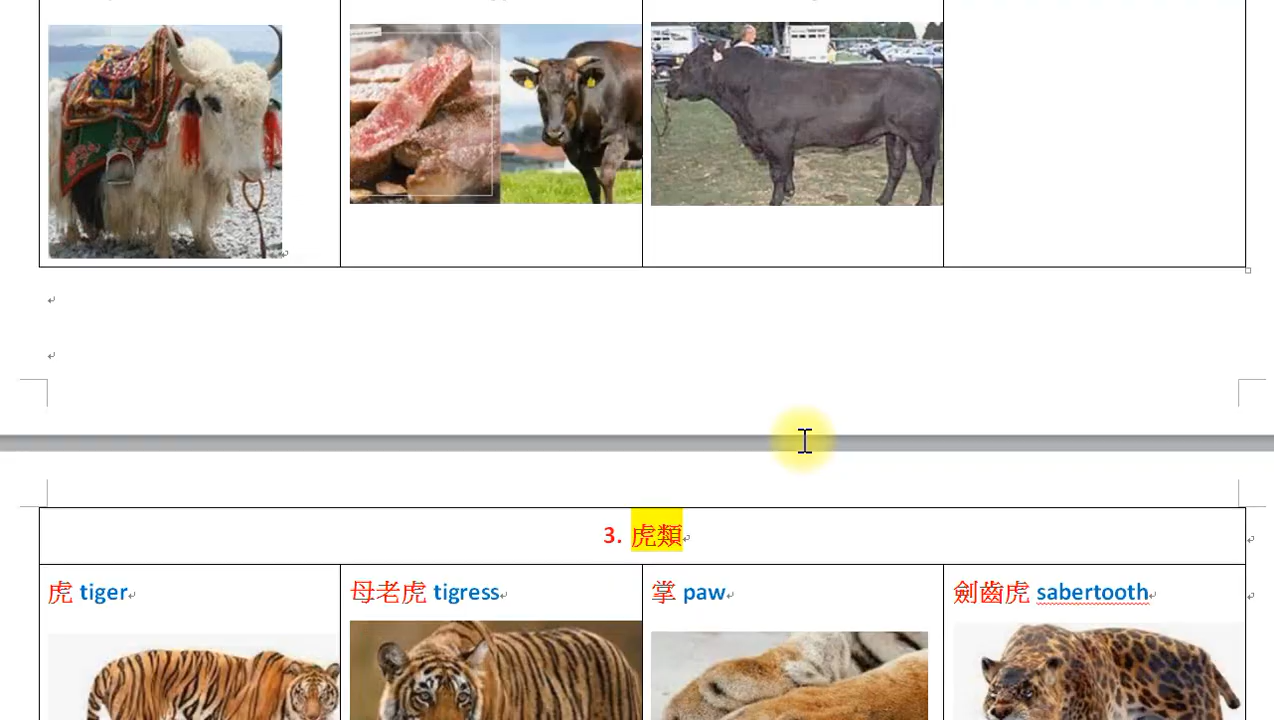 3. 虎類
虎 tiger
母老虎 tigress
掌 paw
劍齒虎 sabertooth